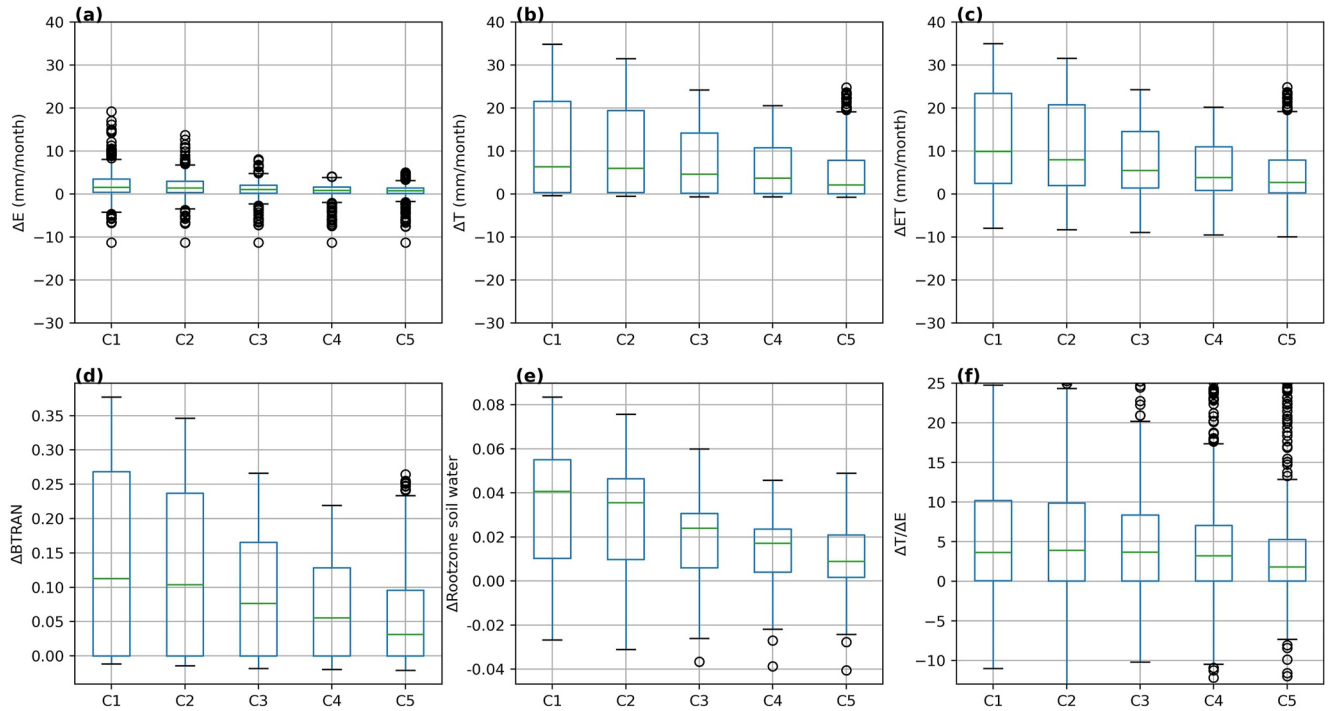 (a)
40
30
20
10
0
−10
−20
−30
ΔE (mm/month)
C1 C2 C3 C4 C5
(b)
40
30
20
10
0
−10
−20
−30
ΔT (mm/month)
C1 C2 C3 C4 C5
(c)
40
30
20
10
0
−10
−20
−30
ΔET (mm/month)
C1 C2 C3 C4 C5
(d)
0.35
0.30
0.25
0.20
0.15
0.10
0.05
0.00
ΔBTRAN
C1 C2 C3 C4 C5
(e)
0.08
0.06
0.04
0.02
0.00
-0.02
-0.04
ΔRootzone soil water
C1 C2 C3 C4 C5
(f)
25
20
15
10
5
0
−5
−10
ΔT/ΔE
C1 C2 C3 C4 C5